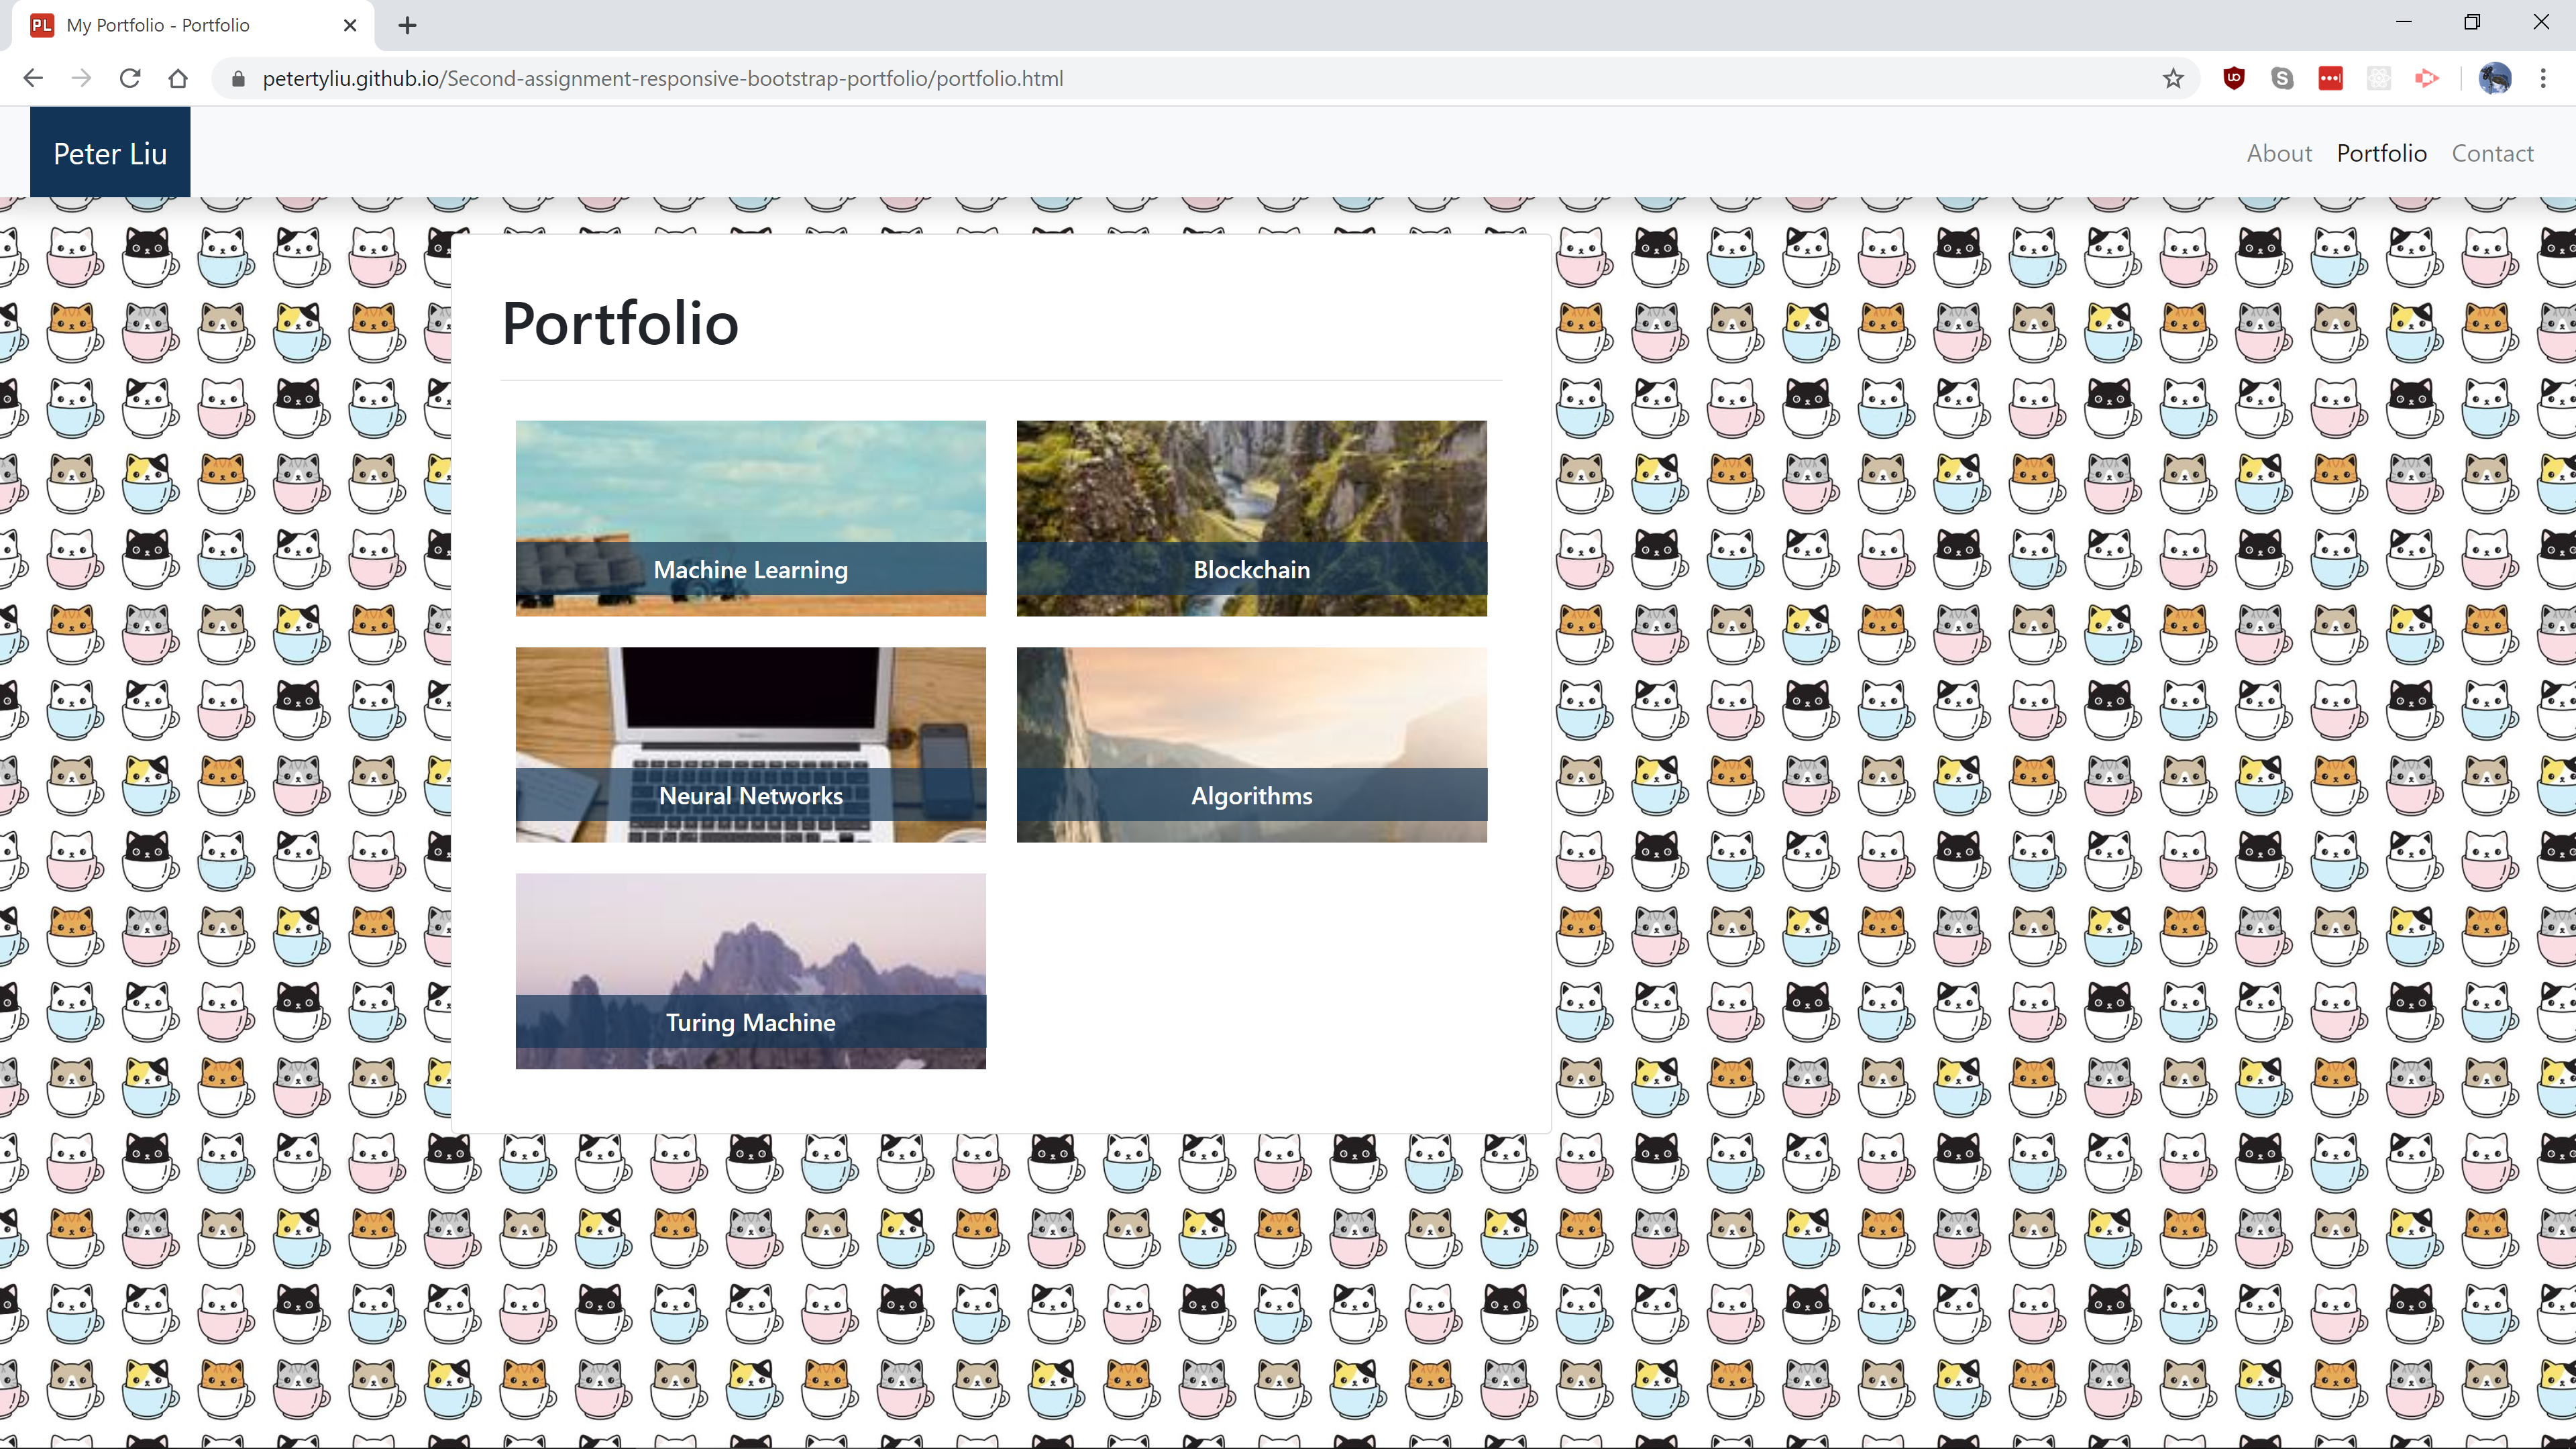 PL My Portfolio - Portfolio
petertyliu.github.io/Second-assignment-responsive-bootstrap-portfolio/portfolio.html
Peter Liu
About Portfolio Contact
Portfolio
Machine Learning
Blockchain
Neural Networks
Algorithms
Turing Machine